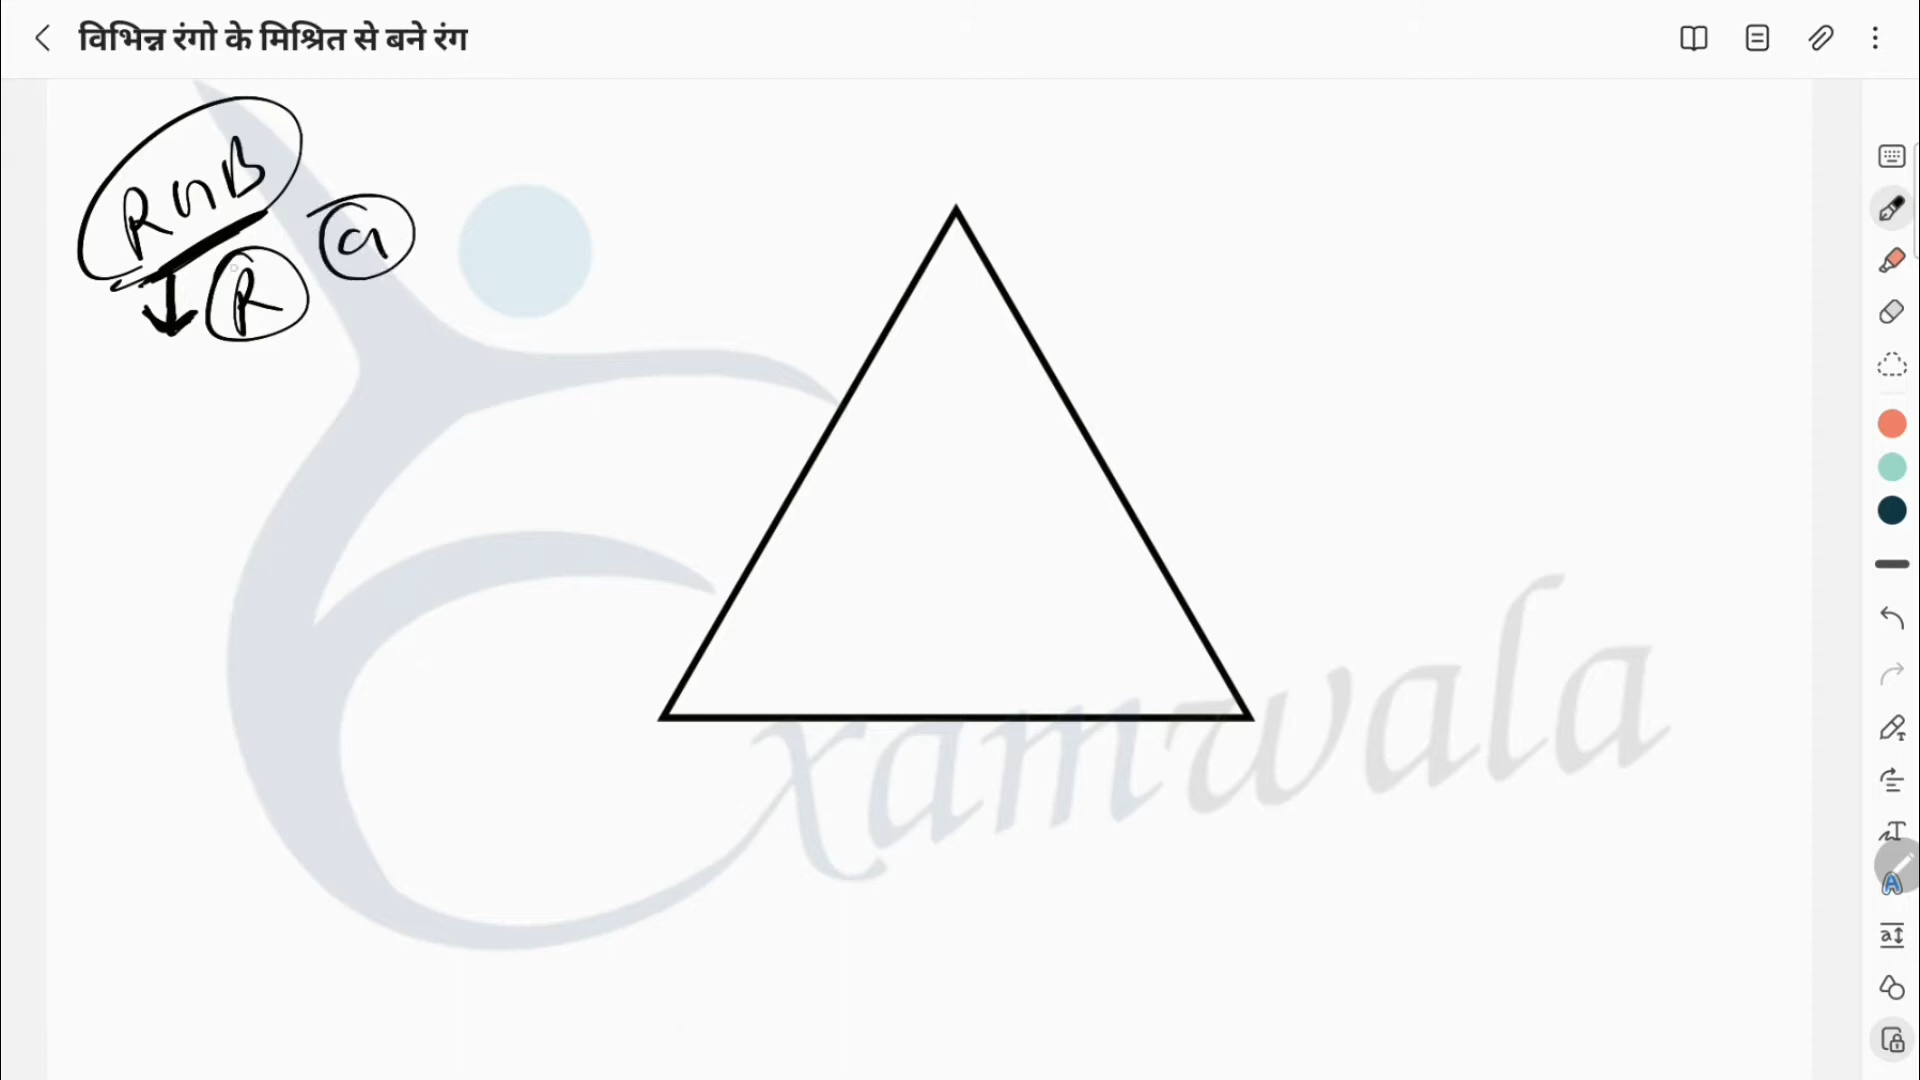 विभिन्न रंगो के मिश्रित से बने रंग
RGB
G
R
Examwala